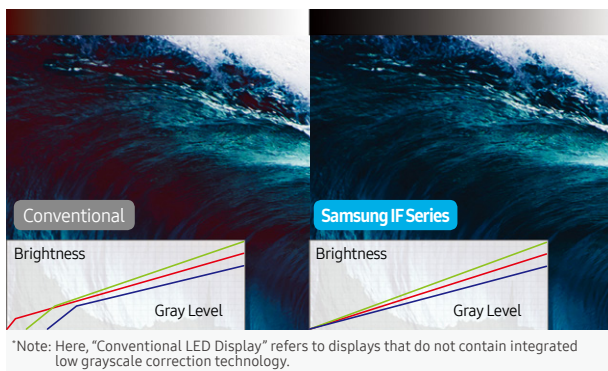 Conventional
Samsung IF Series
Brightness
Gray Level
Brightness
Gray Level
*Note: Here, “Conventional LED Display” refers to displays that do not contain integrated
low grayscale correction technology.